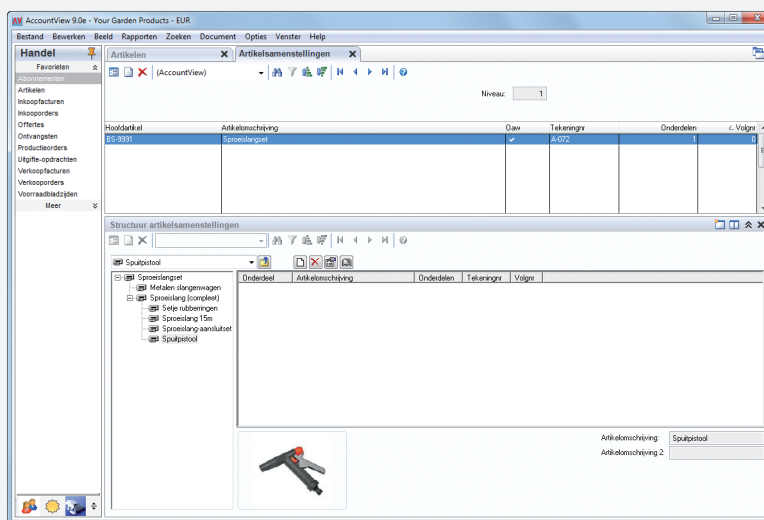 AccountView 9.0e - Your Garden Products - EUR
Bestand Bewerken Beeld Rapporten Zoeken Document Opties Venster Help
Handel
Artikelen
Artikelsamenstellingen
Favorieten
Abonnementen
Artikelen
Inkoopfacturen
Inkooporders
Offertes
Ontvangsten
Productieorders
Uitgifte-opdrachten
Verkoopfacturen
Verkooporders
Voorraadbladzijden
Meer
(AccountView)
Niveau: 1
Hoofdartikel Artikelomschrijving Oaw Tekeningnr Onderdelen Volgnr
BS-9991 Sproeislangset A-072 1 0
Structuur artikelsamenstellingen
Spuitpistool
Sproeislangset
Metalen slangenwagen
Sproeislang (compleet)
Setje rubberringen
Sproeislang 15m
Sproeislang-aansluitset
Spuitpistool
Onderdeel Artikelomschrijving Onderdelen Tekeningnr Volgnr
Artikelomschrijving: Spuitpistool
Artikelomschrijving 2: